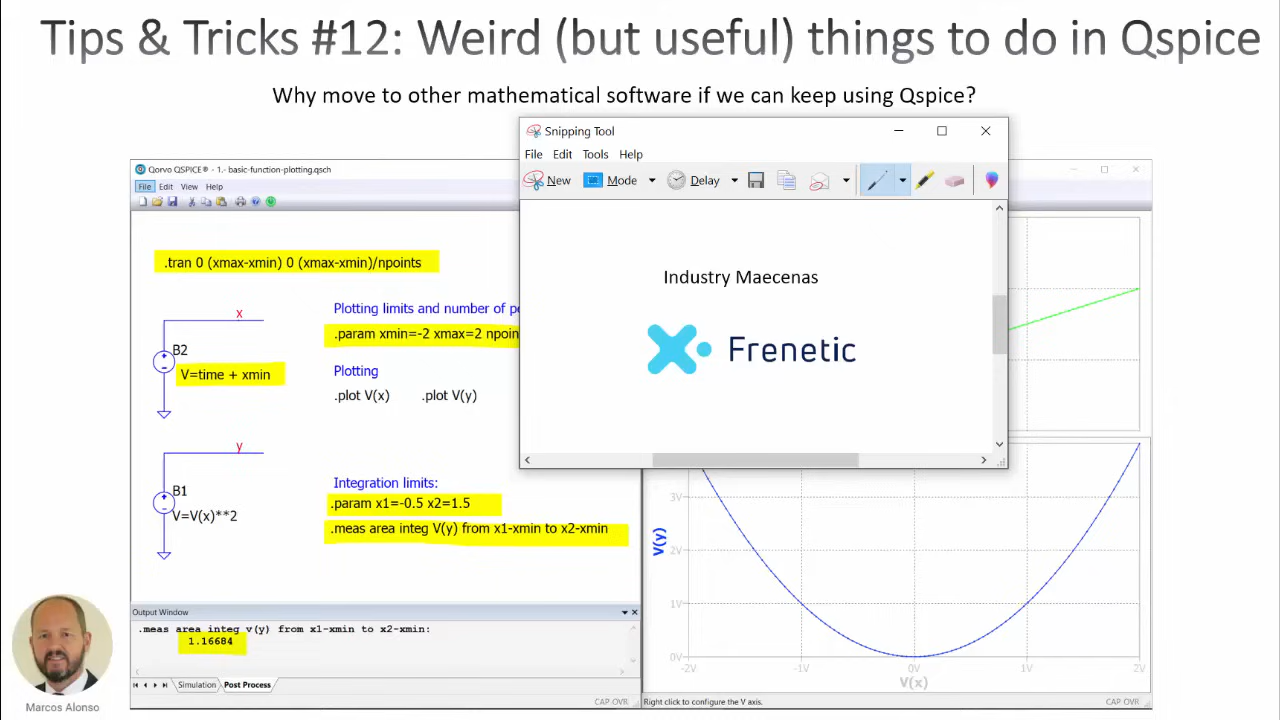 Tips & Tricks #12: Weird (but useful) things to do in Qspice
Why move to other mathematical software if we can keep using Qspice?
Qorvo QSPICE® - 1.- basic-function-plotting.qsch
File Edit View Help
.tran 0 (xmax-xmin) 0 (xmax-xmin)/npoints
x
B2
V=time + xmin
Plotting limits and number of
.param xmin=-2 xmax=2
Plotting
.plot V(x) .plot V(y)
y
B1
V=V(x)**2
Integration limits:
.param x1=-0.5 x2=1.5
.meas area integ V(y) from x1-xmin to x2-xmin
Output Window
.meas area integ v(y) from x1-xmin to x2-xmin:
1.16684
Simulation Post Process
CAP OVR
Snipping Tool
File Edit Tools Help
New Mode Delay
Industry Maecenas
Frenetic
V(y)
3V
2V
1V
0V
-2V -1V 0V 1V 2V
V(x)
Right click to configure the V axis.
CAP OVR
Marcos Alonso